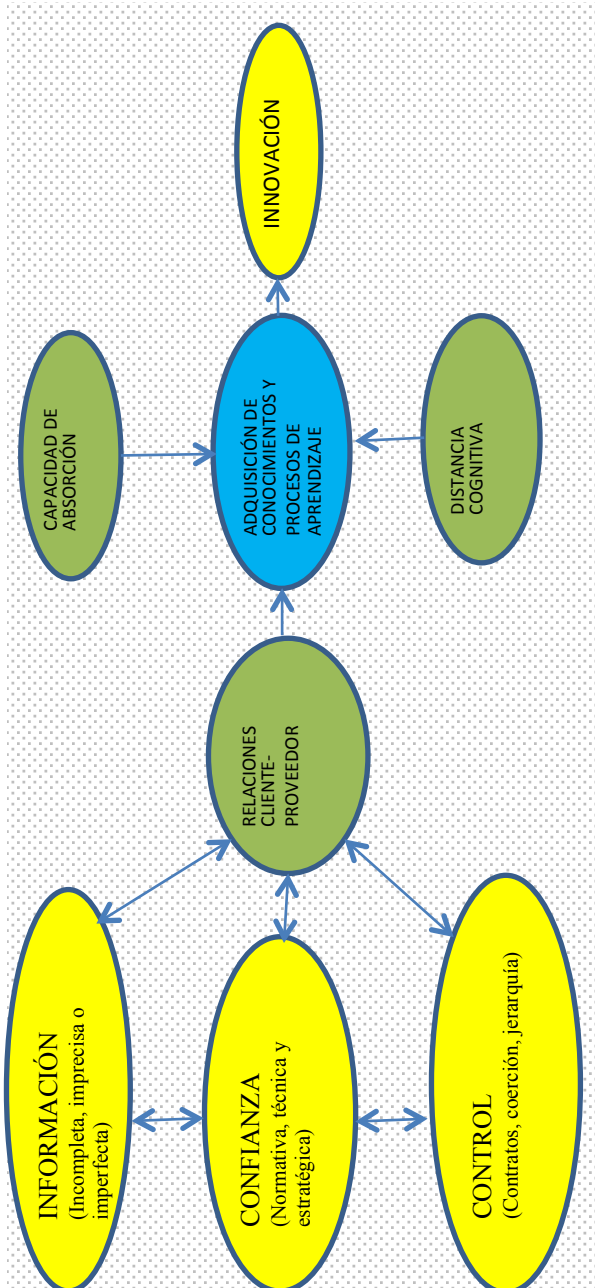 INFORMACIÓN
(Incompleta, imprecisa o
imperfecta)
CONFIANZA
(Normativa, técnica y
estratégica)
CONTROL
(Contratos, coerción, jerarquía)
RELACIONES
CLIENTE-
PROVEEDOR
CAPACIDAD DE
ABSORCIÓN
ADQUISICIÓN DE
CONOCIMIENTOS Y
PROCESOS DE
APRENDIZAJE
DISTANCIA
COGNITIVA
INNOVACIÓN